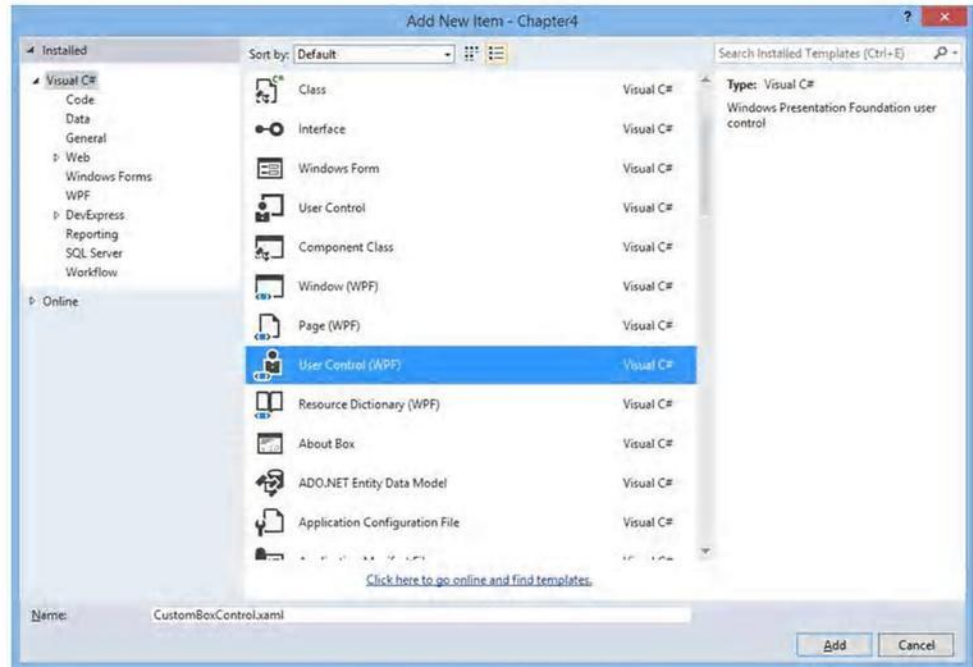 Add New Item - Chapter4
?
Installed
Sort by: Default
Search Installed Templates (Ctrl+E)
Visual C#
Code
Data
General
Web
Windows Forms
WPF
DevExpress
Reporting
SQL Server
Workflow
Online
Class Visual C#
Interface Visual C#
Windows Form Visual C#
User Control Visual C#
Component Class Visual C#
Window (WPF) Visual C#
Page (WPF) Visual C#
User Control (WPF) Visual C#
Resource Dictionary (WPF) Visual C#
About Box Visual C#
ADO.NET Entity Data Model Visual C#
Application Configuration File Visual C#
Type: Visual C#
Windows Presentation Foundation user
control
Click here to go online and find templates.
Name: CustomBoxControl.xaml
Add Cancel